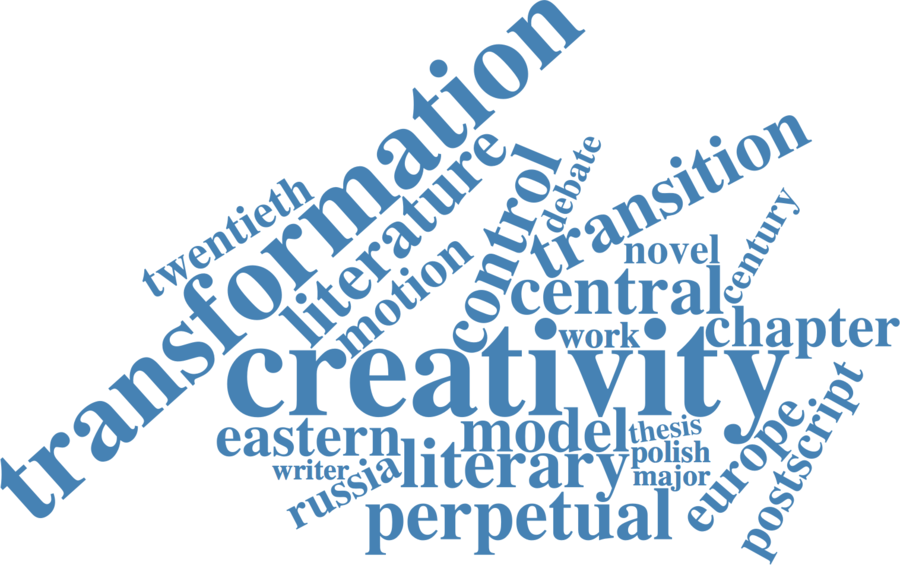 transformation
twentieth
literature
motion
control
debate
transition
novel
century
central
work
chapter
creativity
eastern
model
thesis
polish
major
writer
literary
russia
europe
postscript
perpetual